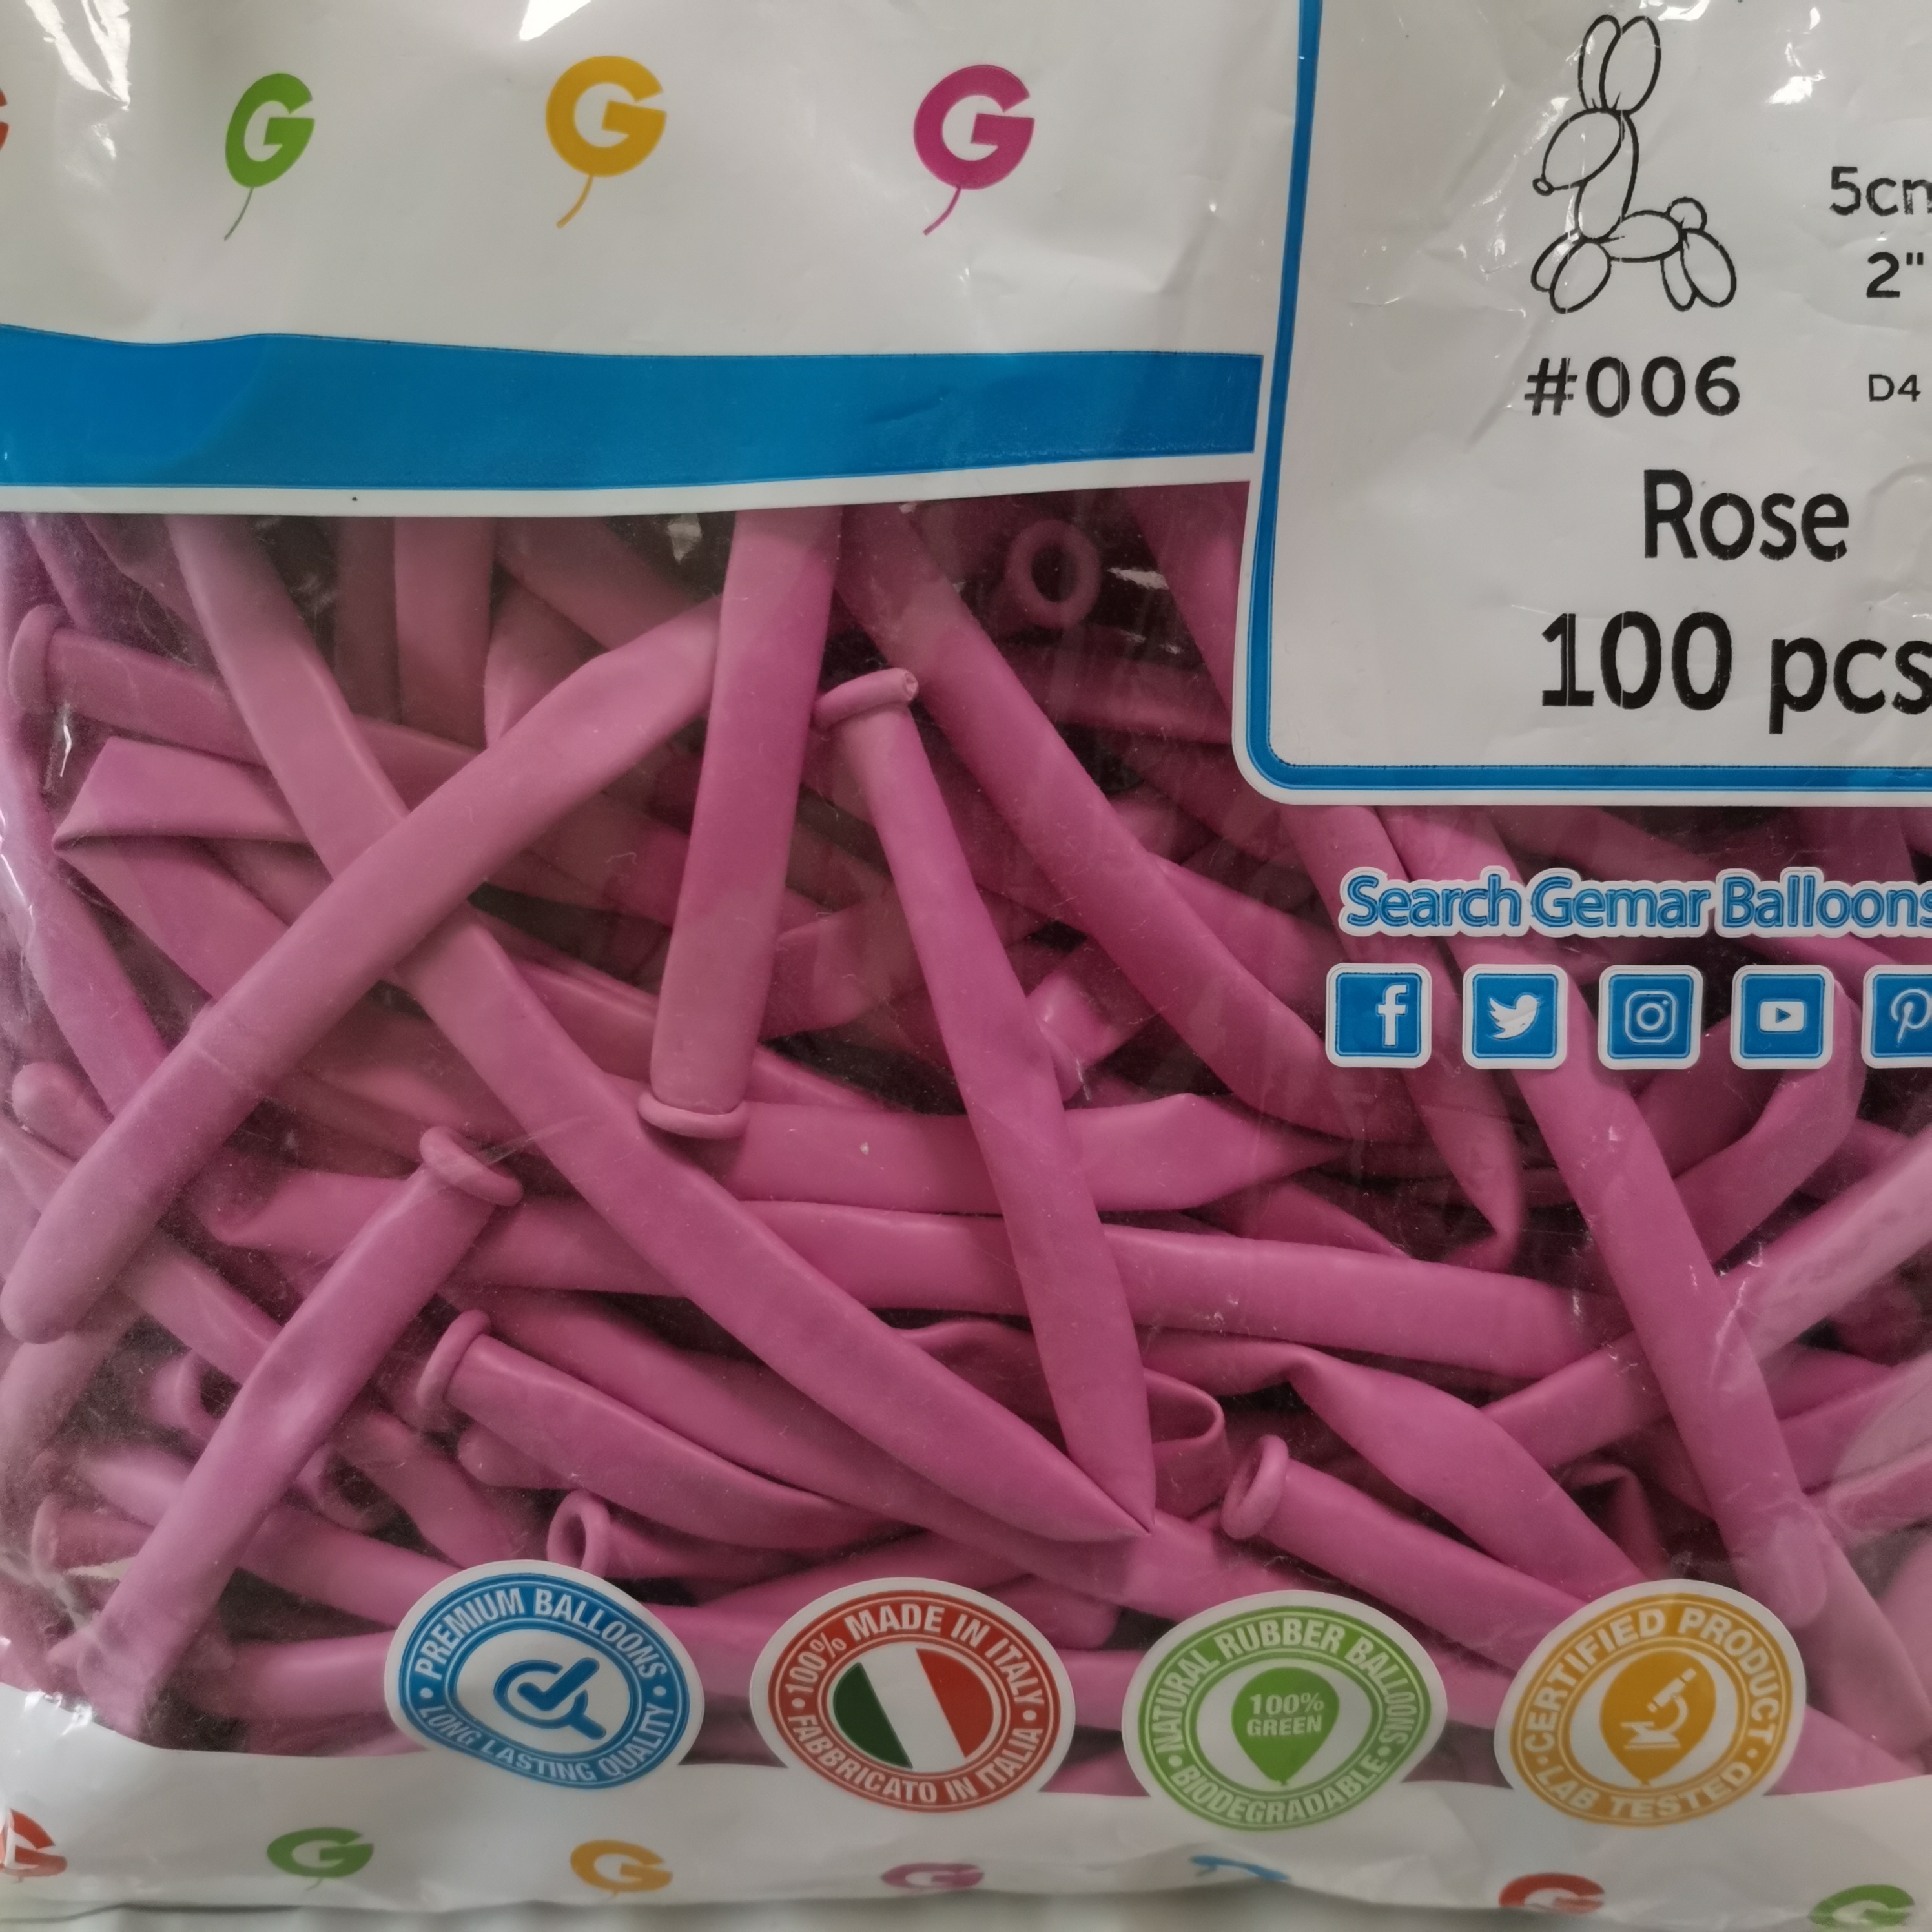 G G G
5cm
2"
#006
D4
Rose
100 pcs
Search Gemar Balloons
PREMIUM BALLOONS
LONG LASTING QUALITY
100% MADE IN ITALY
FABBRICATO IN ITALIA
NATURAL RUBBER BALLOONS
100%
GREEN
BIODEGRADABLE
CERTIFIED PRODUCT
LAB TESTED
G G G G G G